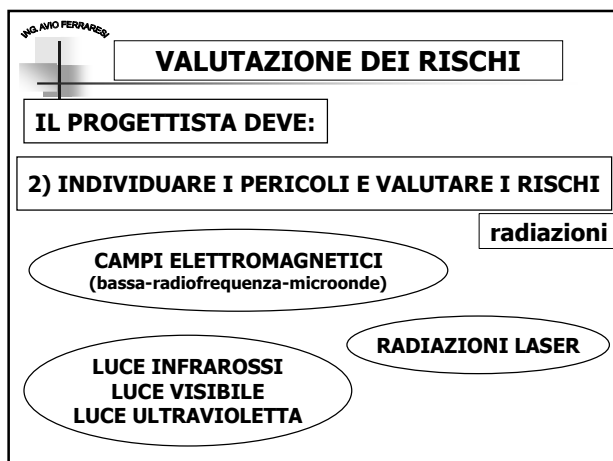 ING. AVIO FERRARESI
VALUTAZIONE DEI RISCHI
IL PROGETTISTA DEVE:
2) INDIVIDUARE I PERICOLI E VALUTARE I RISCHI
radiazioni
CAMPI ELETTROMAGNETICI
(bassa-radiofrequenza-microonde)
RADIAZIONI LASER
LUCE INFRAROSSI
LUCE VISIBILE
LUCE ULTRAVIOLETTA